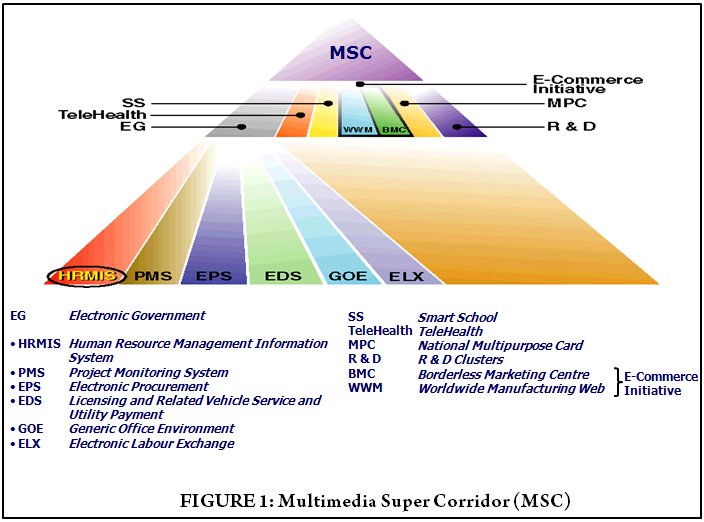 MSC
E-Commerce
Initiative
SS
MPC
TeleHealth
EG
WWM
BMC
R & D
HRMIS
PMS
EPS
EDS
GOE
ELX
EG Electronic Government
• HRMIS Human Resource Management Information
System
• PMS Project Monitoring System
• EPS Electronic Procurement
• EDS Licensing and Related Vehicle Service and
Utility Payment
• GOE Generic Office Environment
• ELX Electronic Labour Exchange
SS Smart School
TeleHealth TeleHealth
MPC National Multipurpose Card
R & D R & D Clusters
BMC Borderless Marketing Centre
WWM Worldwide Manufacturing Web
E-Commerce
Initiative
FIGURE 1: Multimedia Super Corridor (MSC)